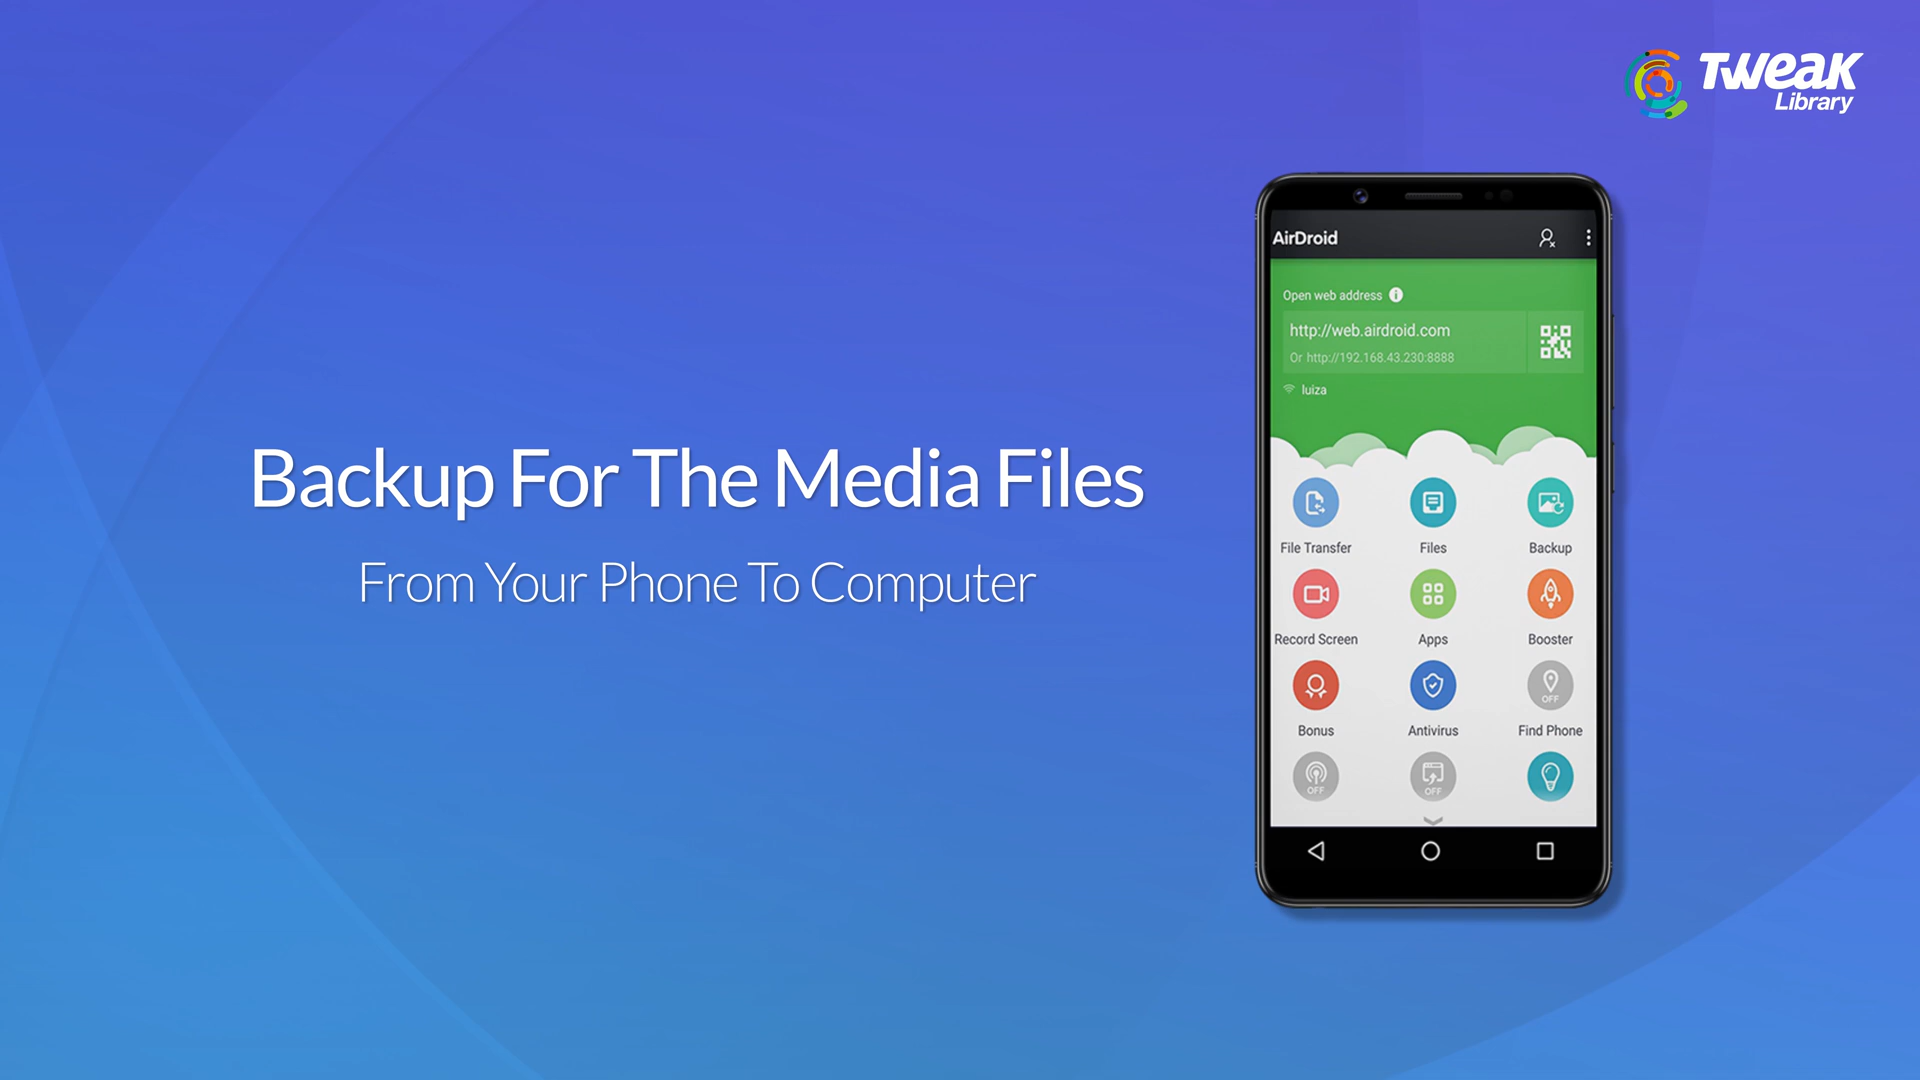 TWeaK
Library
Backup For The Media Files
From Your Phone To Computer
AirDroid
Open web address i
http://web.airdroid.com
Or http://192.168.43.230:8888
luiza
File Transfer Files Backup
Record Screen Apps Booster
OFF
Bonus Antivirus Find Phone
OFF OFF